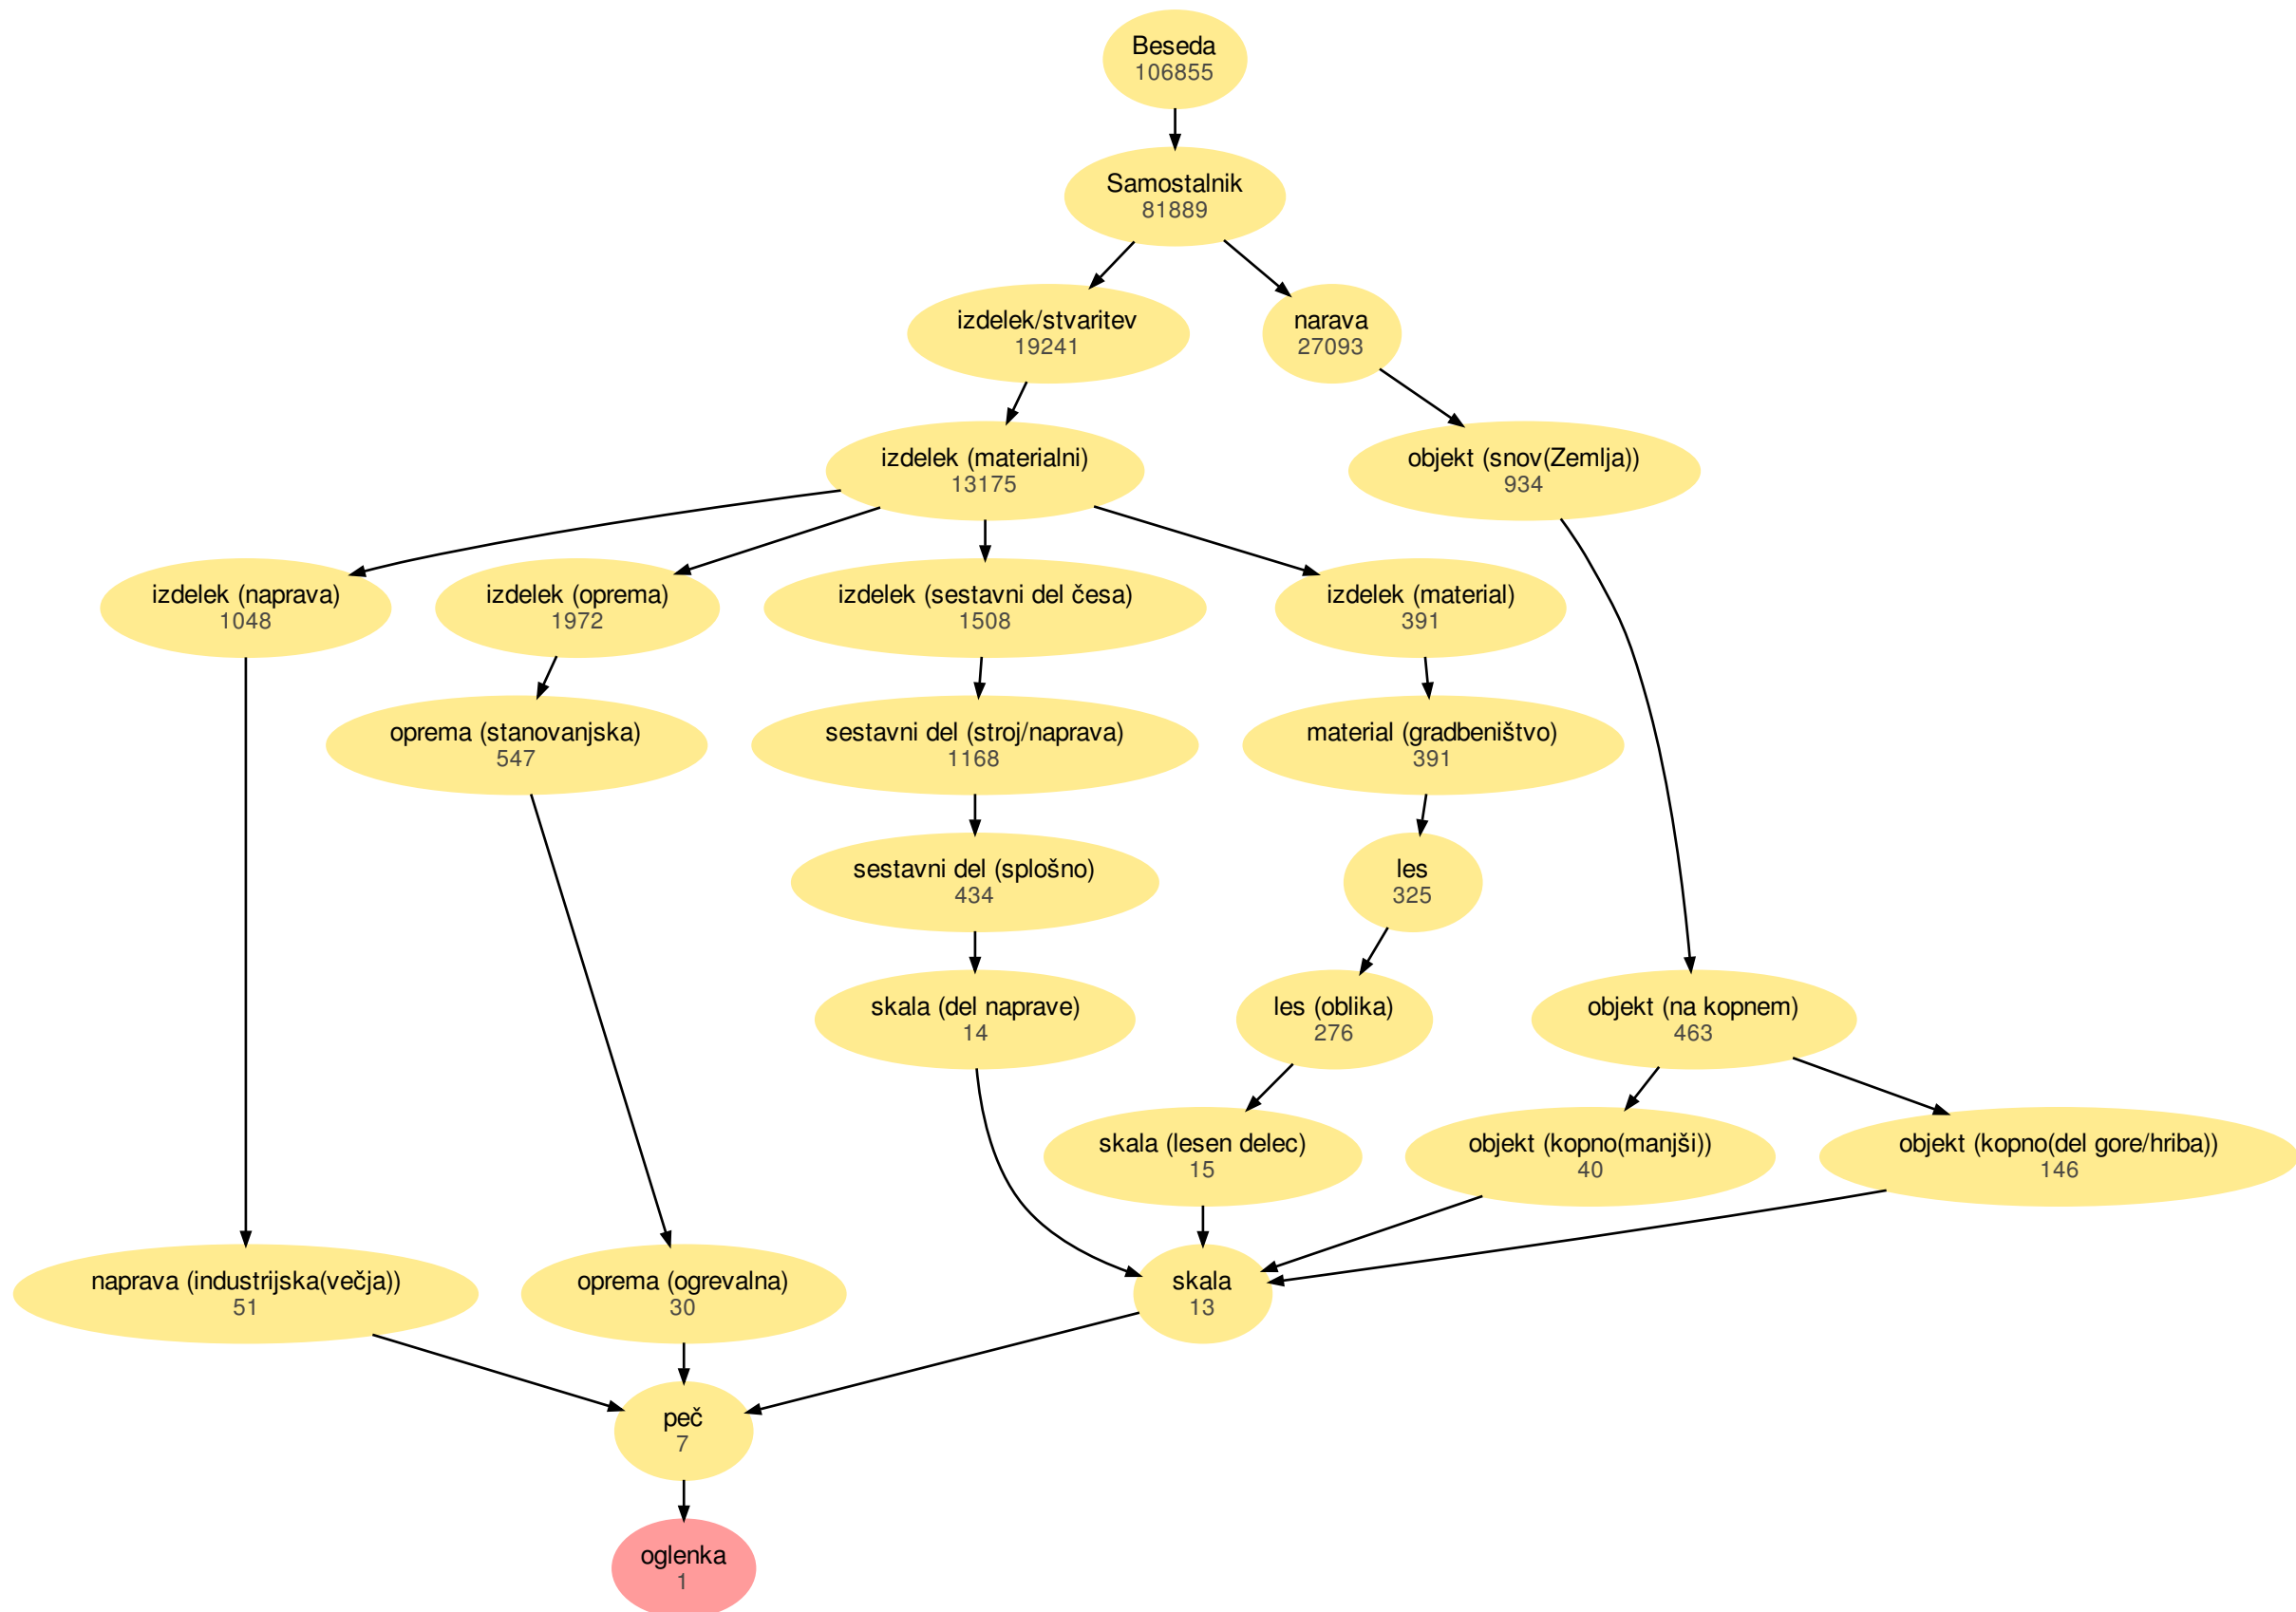 Beseda
106855
Samostalnik
81889
izdelek/stvaritev
19241
narava
27093
izdelek (materialni)
13175
objekt (snov(Zemlja))
934
izdelek (naprava)
1048
izdelek (oprema)
1972
izdelek (sestavni del česa)
1508
izdelek (material)
391
oprema (stanovanjska)
547
sestavni del (stroj/naprava)
1168
material (gradbeništvo)
391
sestavni del (splošno)
434
les
325
skala (del naprave)
14
les (oblika)
276
objekt (na kopnem)
463
skala (lesen delec)
15
objekt (kopno(manjši))
40
objekt (kopno(del gore/hriba))
146
naprava (industrijska(večja))
51
oprema (ogrevalna)
30
skala
13
peč
7
oglenka
1